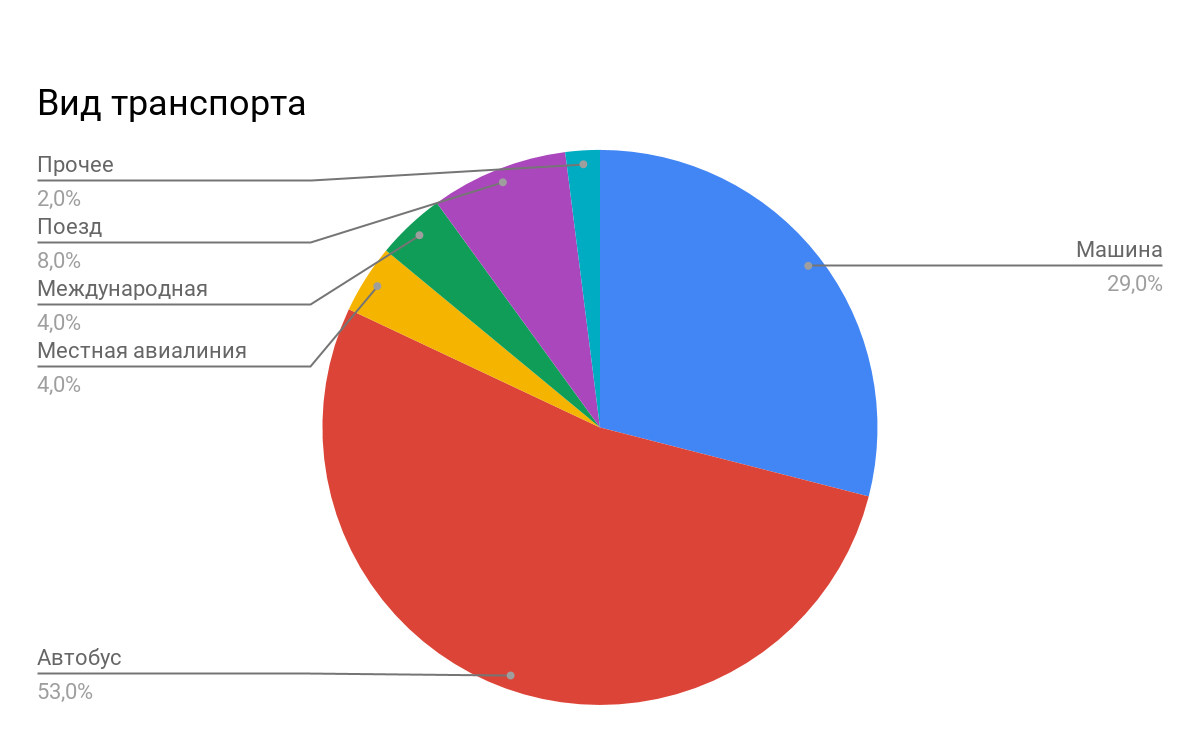 Вид транспорта
Прочее
2,0%
Поезд
8,0%
Международная
4,0%
Местная авиалиния
4,0%
Машина
29,0%
Автобус
53,0%